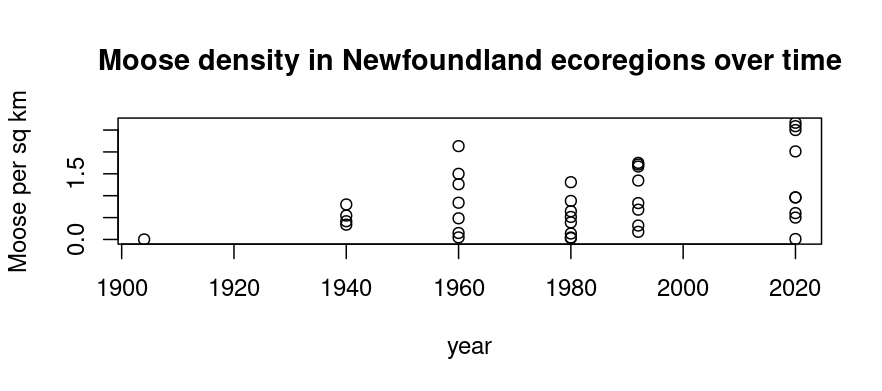 Moose density in Newfoundland ecoregions over time
Moose per sq km
1.5
0.0
1900 1920 1940 1960 1980 2000 2020
year